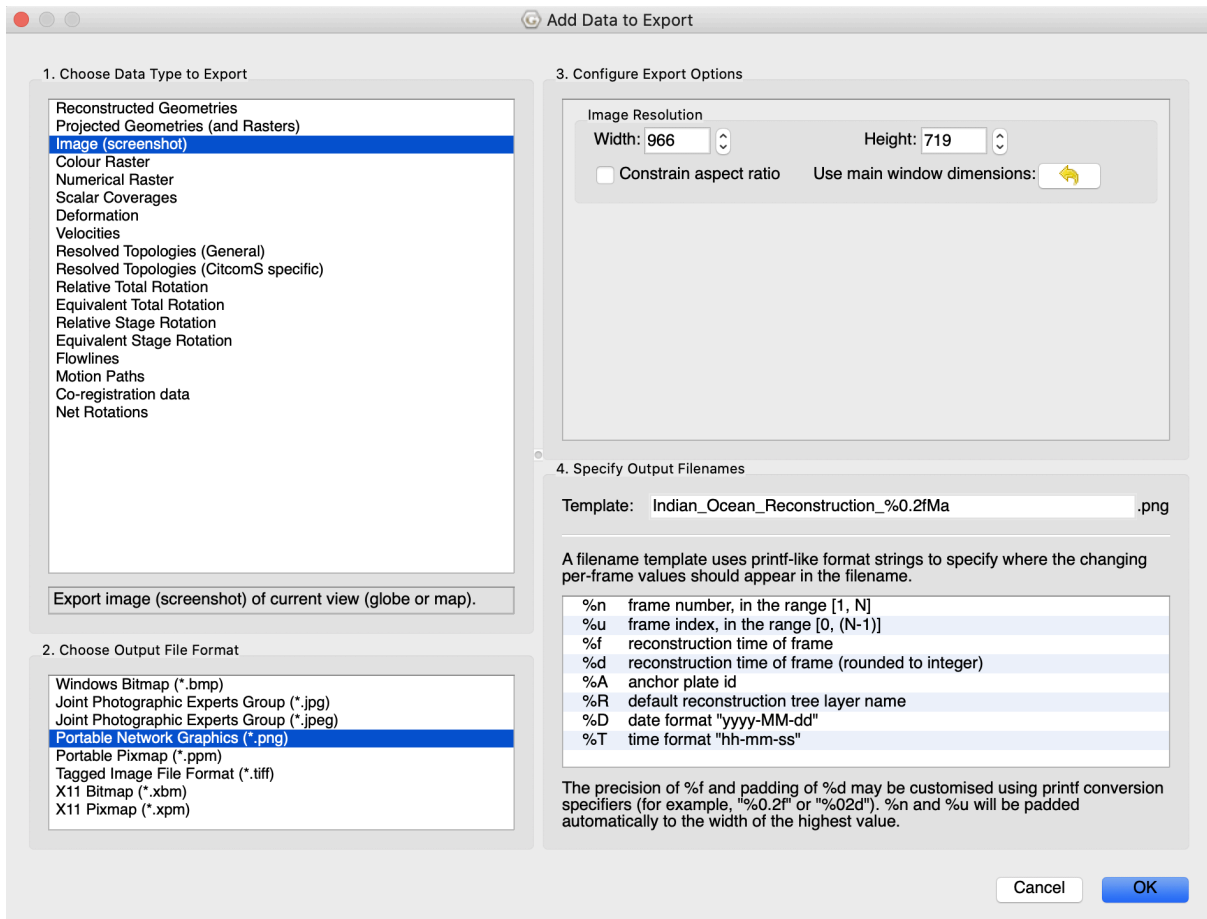 Add Data to Export
1. Choose Data Type to Export
Reconstructed Geometries
Projected Geometries (and Rasters)
Image (screenshot)
Colour Raster
Numerical Raster
Scalar Coverages
Deformation
Velocities
Resolved Topologies (General)
Resolved Topologies (CitcomS specific)
Relative Total Rotation
Equivalent Total Rotation
Relative Stage Rotation
Equivalent Stage Rotation
Flowlines
Motion Paths
Co-registration data
Net Rotations
Export image (screenshot) of current view (globe or map).
2. Choose Output File Format
Windows Bitmap (*.bmp)
Joint Photographic Experts Group (*.jpg)
Joint Photographic Experts Group (*.jpeg)
Portable Network Graphics (*.png)
Portable Pixmap (*.ppm)
Tagged Image File Format (*.tiff)
X11 Bitmap (*.xbm)
X11 Pixmap (*.xpm)
3. Configure Export Options
Image Resolution
Width: 966 Height: 719
Constrain aspect ratio Use main window dimensions:
4. Specify Output Filenames
Template: Indian_Ocean_Reconstruction_%0.2fMa .png
A filename template uses printf-like format strings to specify where the changing
per-frame values should appear in the filename.
%n frame number, in the range [1, N]
%u frame index, in the range [0, (N-1)]
%f reconstruction time of frame
%d reconstruction time of frame (rounded to integer)
%A anchor plate id
%R default reconstruction tree layer name
%D date format "yyyy-MM-dd"
%T time format "hh-mm-ss"
The precision of %f and padding of %d may be customised using printf conversion
specifiers (for example, "%0.2f" or "%02d"). %n and %u will be padded
automatically to the width of the highest value.
Cancel OK